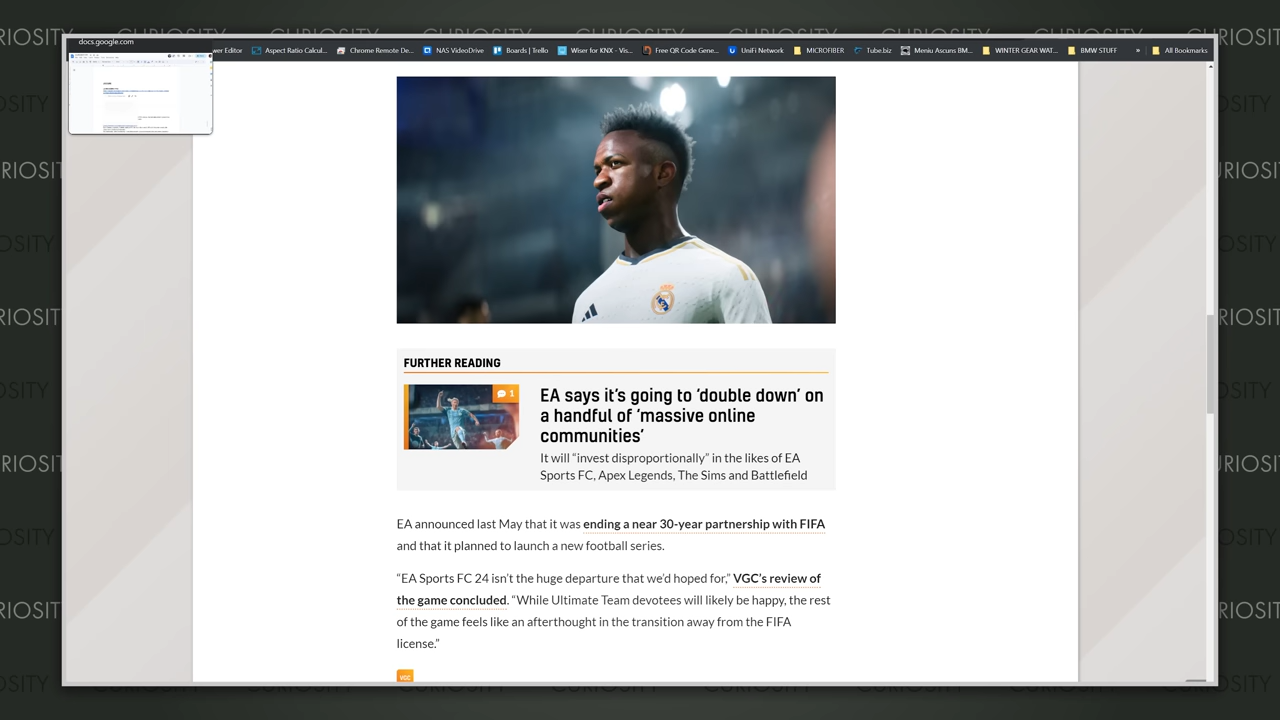 docs.google.com
wer Editor
Aspect Ratio Calcul...
Chrome Remote De...
NAS VideoDrive
Boards | Trello
Wiser for KNX - Vis...
Free QR Code Gene...
UniFi Network
MICROFIBER
Tube.biz
Meniu Ascuns BM...
WINTER GEAR WAT...
BMW STUFF
»
All Bookmarks
FURTHER READING
1
EA says it’s going to ‘double down’ on
a handful of ‘massive online
communities’
It will “invest disproportionally” in the likes of EA
Sports FC, Apex Legends, The Sims and Battlefield
EA announced last May that it was ending a near 30-year partnership with FIFA
and that it planned to launch a new football series.
“EA Sports FC 24 isn’t the huge departure that we’d hoped for,” VGC’s review of
the game concluded. “While Ultimate Team devotees will likely be happy, the rest
of the game feels like an afterthought in the transition away from the FIFA
license.”
VGC